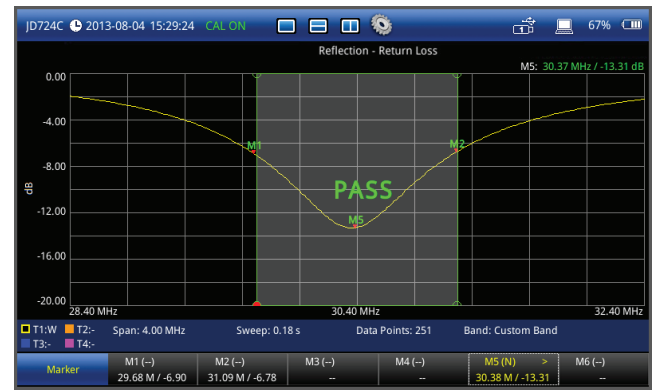 JD724C 2013-08-04 15:29:24 CAL ON 67%
Reflection - Return Loss
M5: 30.37 MHz / -13.31 dB
0.00
-4.00
M1
M2
-8.00
dB
PASS
-12.00
M5
-16.00
-20.00
28.40 MHz 30.40 MHz 32.40 MHz
T1:W T2:- Span: 4.00 MHz Sweep: 0.18 s Data Points: 251 Band: Custom Band
T3:- T4:-
Marker M1 (--) M2 (--) M3 (--) M4 (--) M5 (N) > M6 (--)
29.68 M / -6.90 31.09 M / -6.78 -- -- 30.38 M / -13.31 --